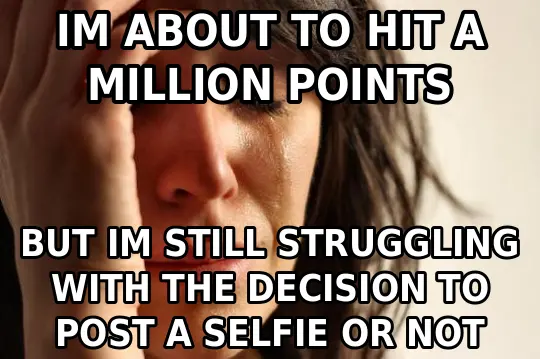 IM ABOUT TO HIT A
MILLION POINTS
BUT IM STILL STRUGGLING
WITH THE DECISION TO
POST A SELFIE OR NOT